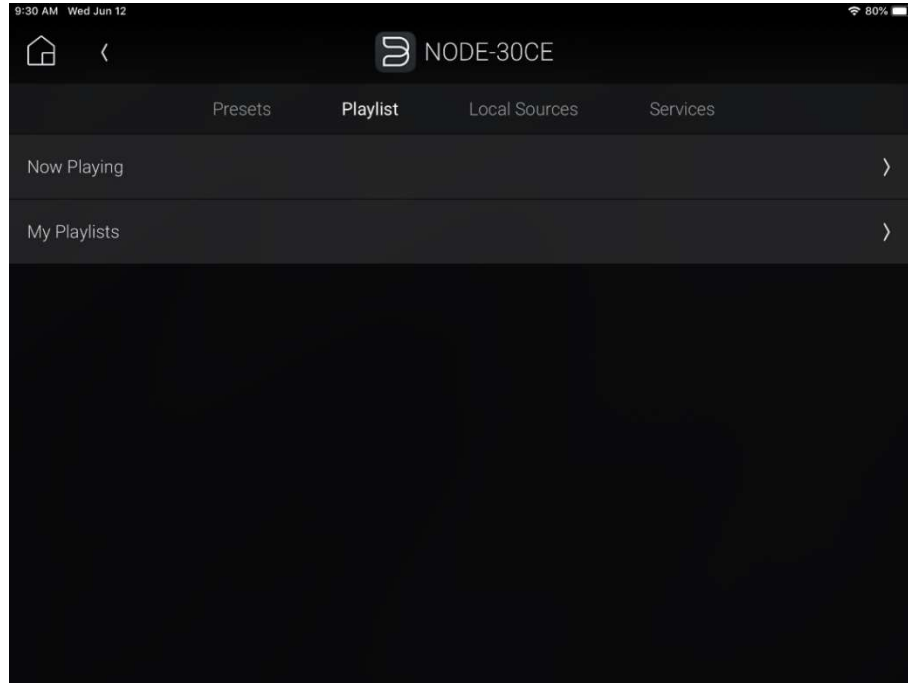 9:30 AM Wed Jun 12 80%
NODE-30CE
Presets Playlist Local Sources Services
Now Playing
My Playlists